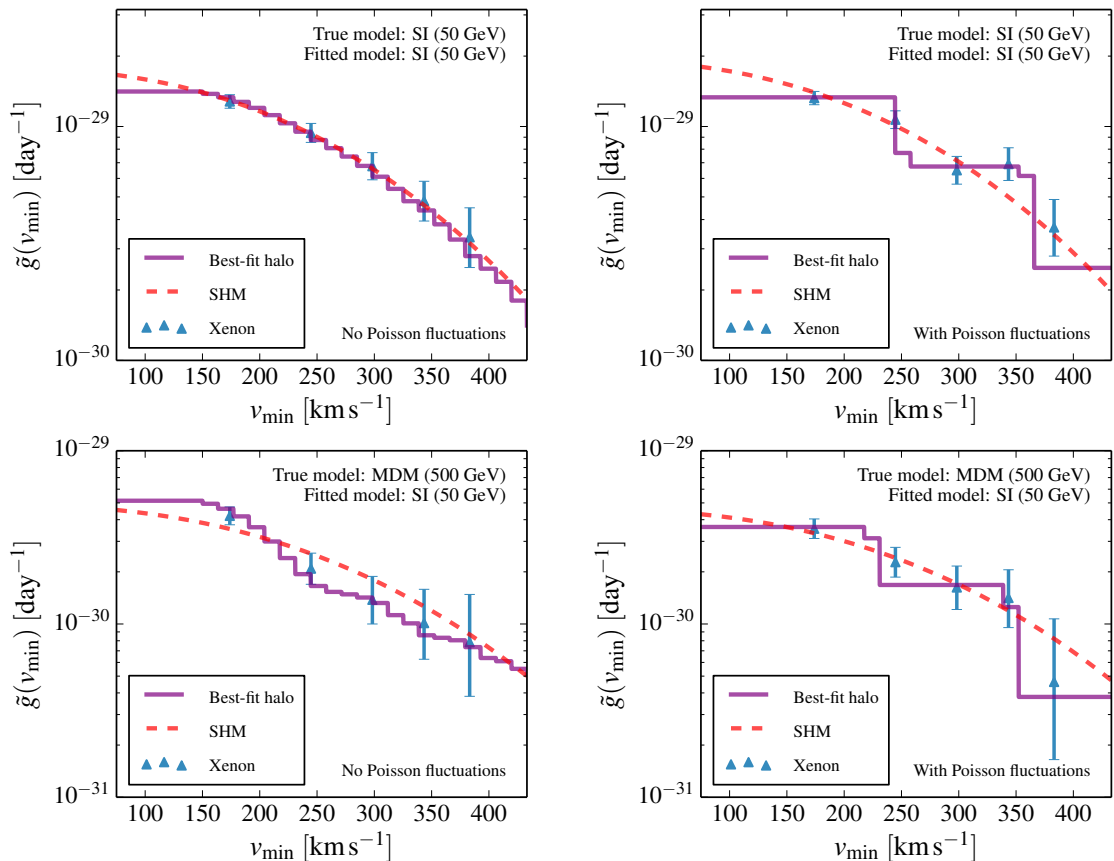 True model: SI (50 GeV)
Fitted model: SI (50 GeV)
10⁻²⁹
10⁻³⁰
g̃(v_min) [day⁻¹]
Best-fit halo
SHM
Xenon
No Poisson fluctuations
100 150 200 250 300 350 400
v_min [km s⁻¹]
True model: SI (50 GeV)
Fitted model: SI (50 GeV)
10⁻²⁹
10⁻³⁰
g̃(v_min) [day⁻¹]
Best-fit halo
SHM
Xenon
With Poisson fluctuations
100 150 200 250 300 350 400
v_min [km s⁻¹]
True model: MDM (500 GeV)
Fitted model: SI (50 GeV)
10⁻²⁹
10⁻³⁰
10⁻³¹
g̃(v_min) [day⁻¹]
Best-fit halo
SHM
Xenon
No Poisson fluctuations
100 150 200 250 300 350 400
v_min [km s⁻¹]
True model: MDM (500 GeV)
Fitted model: SI (50 GeV)
10⁻²⁹
10⁻³⁰
10⁻³¹
g̃(v_min) [day⁻¹]
Best-fit halo
SHM
Xenon
With Poisson fluctuations
100 150 200 250 300 350 400
v_min [km s⁻¹]